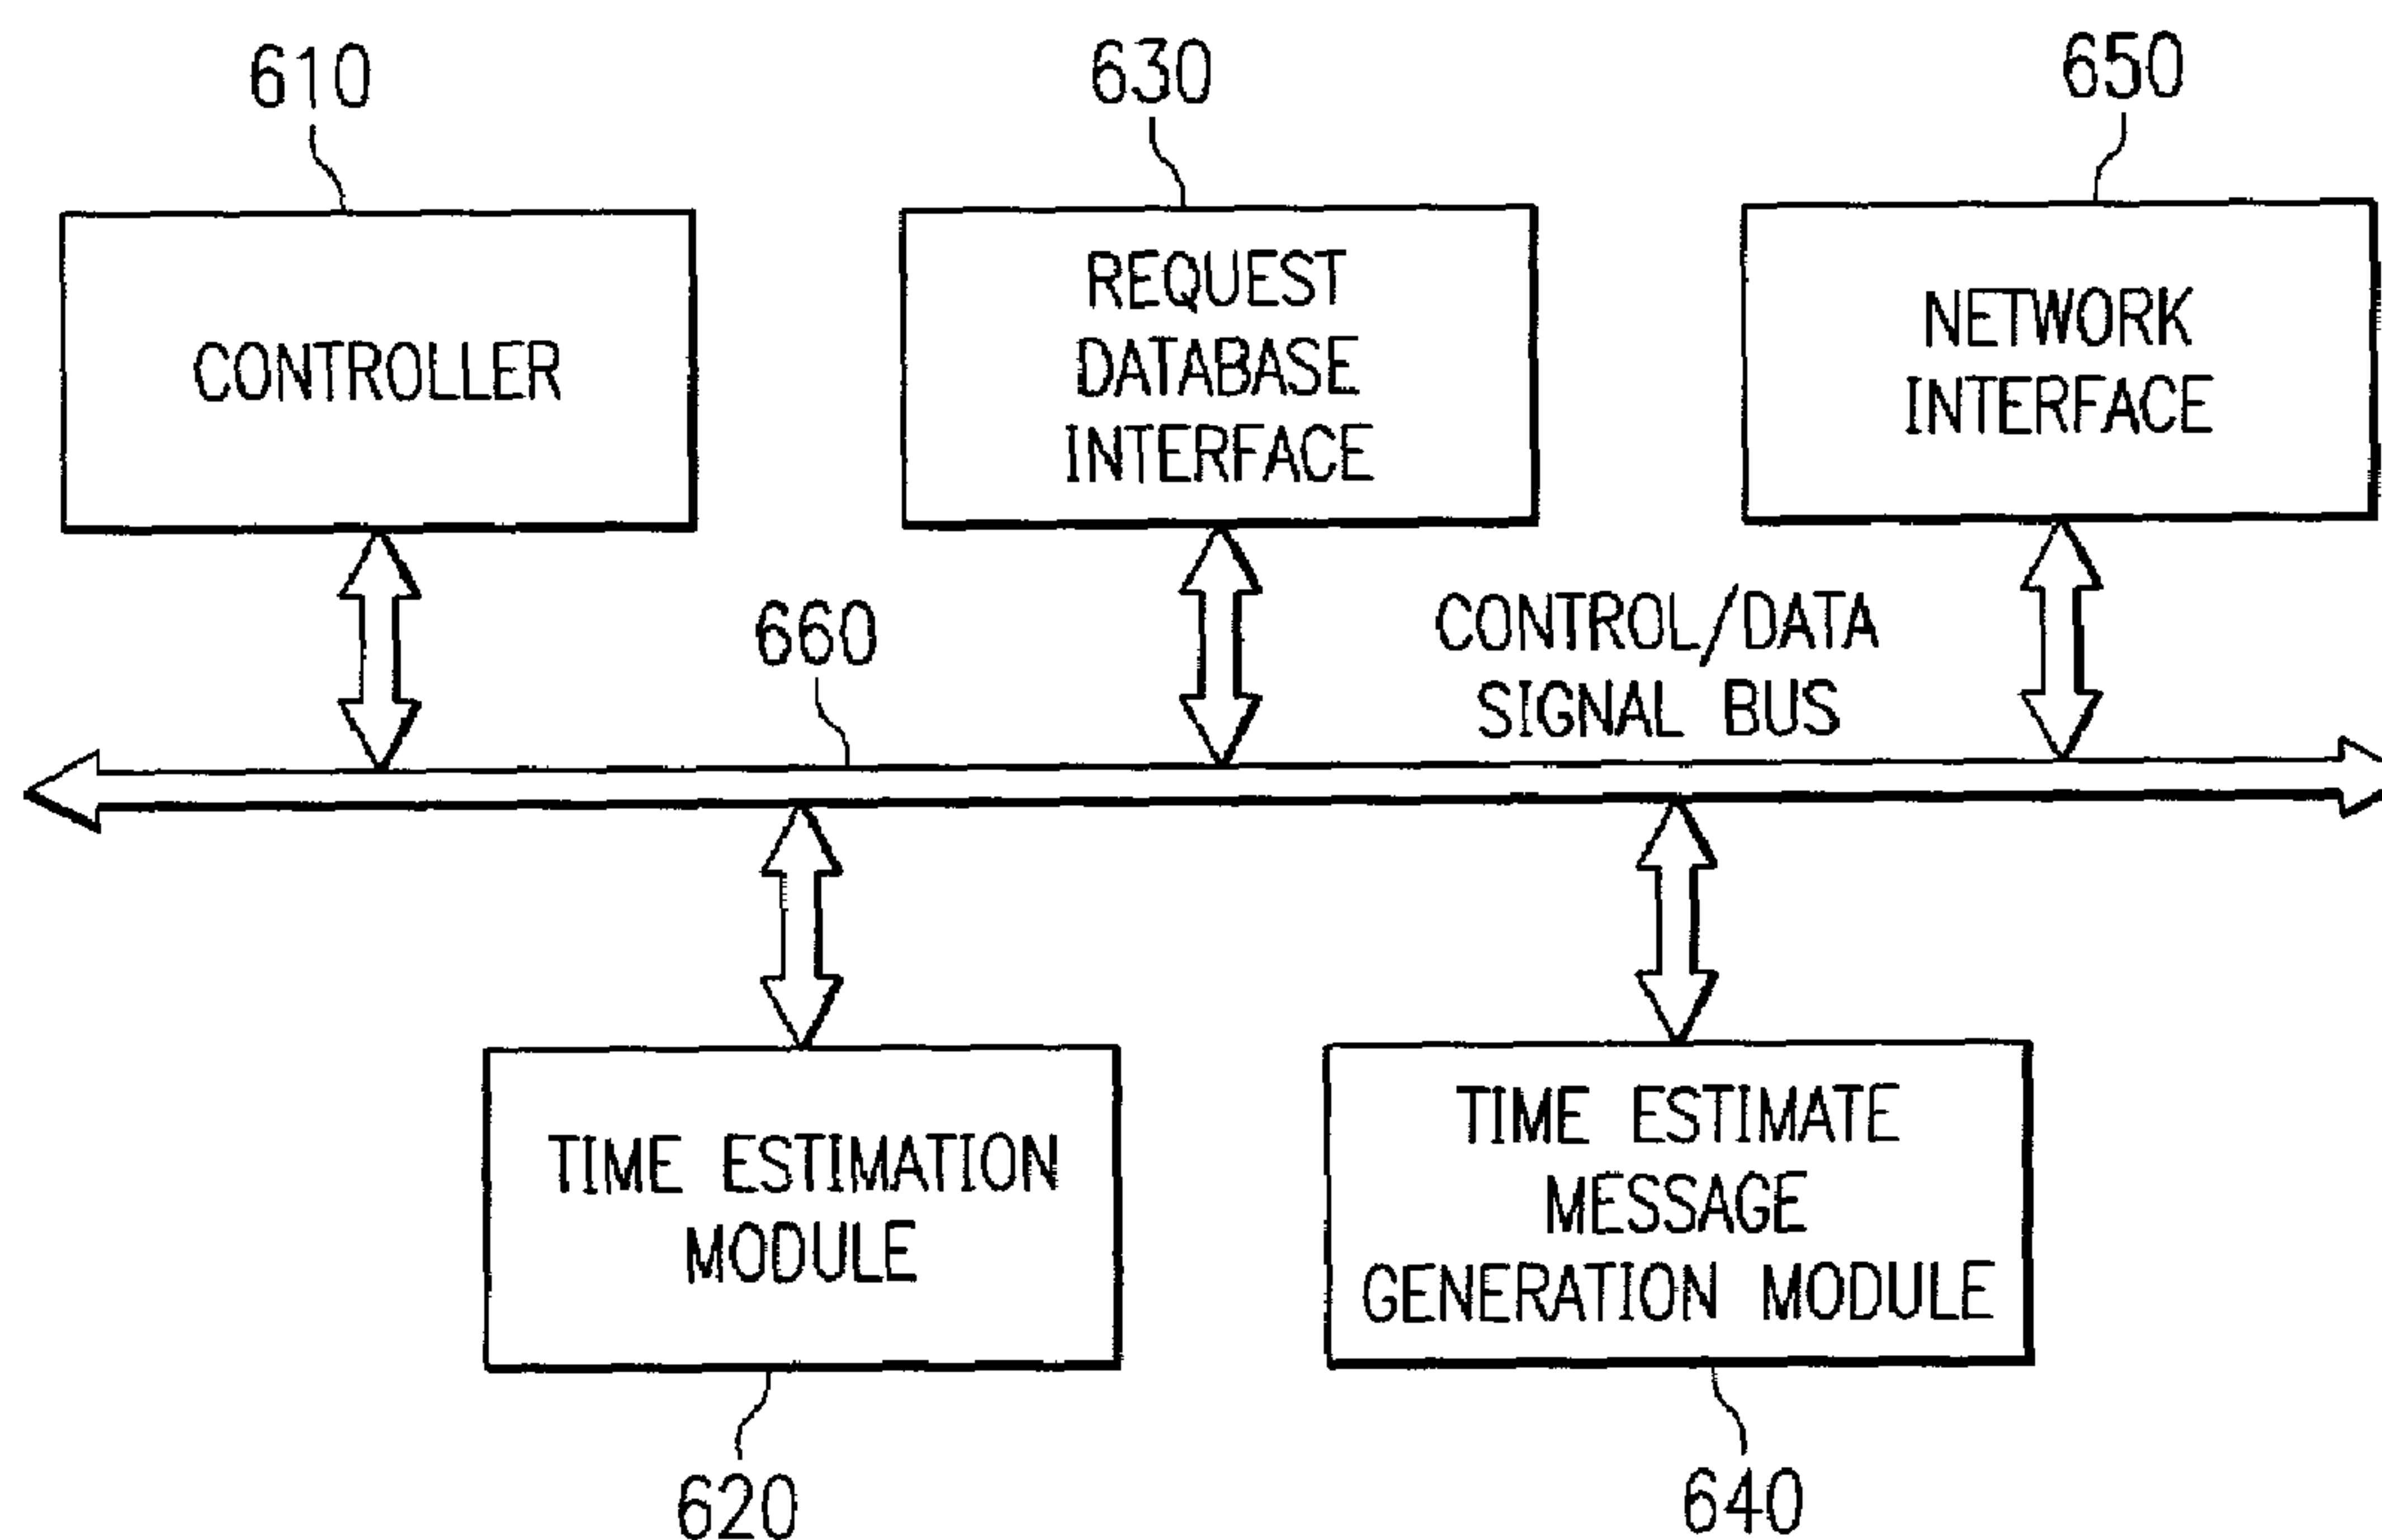 610
630
650
CONTROLLER
REQUEST
DATABASE
INTERFACE
NETWORK
INTERFACE
660
CONTROL/DATA
SIGNAL BUS
TIME ESTIMATION
MODULE
TIME ESTIMATE
MESSAGE
GENERATION MODULE
620
640